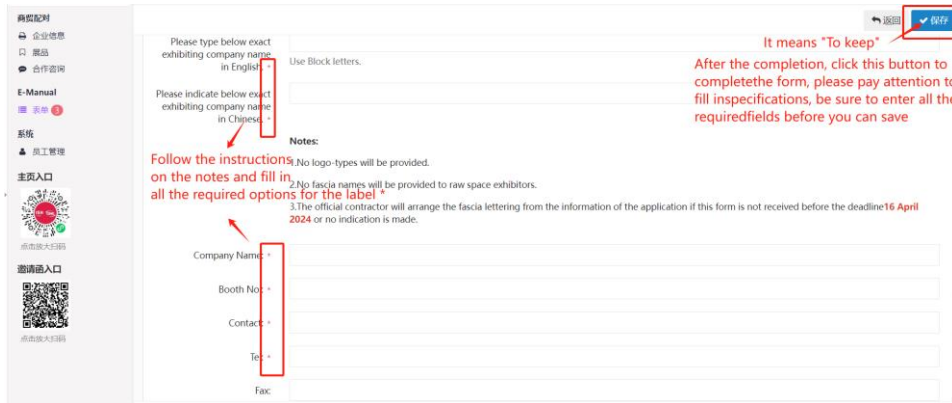 商贸配对
企业信息
展品
合作咨询
E-Manual
表单 3
系统
员工管理
主页入口
点击放大扫码
邀请函入口
点击放大扫码
返回
保存
It means "To keep"
After the completion, click this button to
completethe form, please pay attention to
fill inspecifications, be sure to enter all the
requiredfields before you can save
Please type below exact
exhibiting company name
in English. *
Use Block letters.
Please indicate below exact
exhibiting company name
in Chinese. *
Follow the instructions
on the notes and fill in
all the required options for the label *
Notes:
1.No logo-types will be provided.
2.No fascia names will be provided to raw space exhibitors.
3.The official contractor will arrange the fascia lettering from the information of the application if this form is not received before the deadline16 April
2024 or no indication is made.
Company Name: *
Booth No: *
Contact: *
Tel: *
Fax: